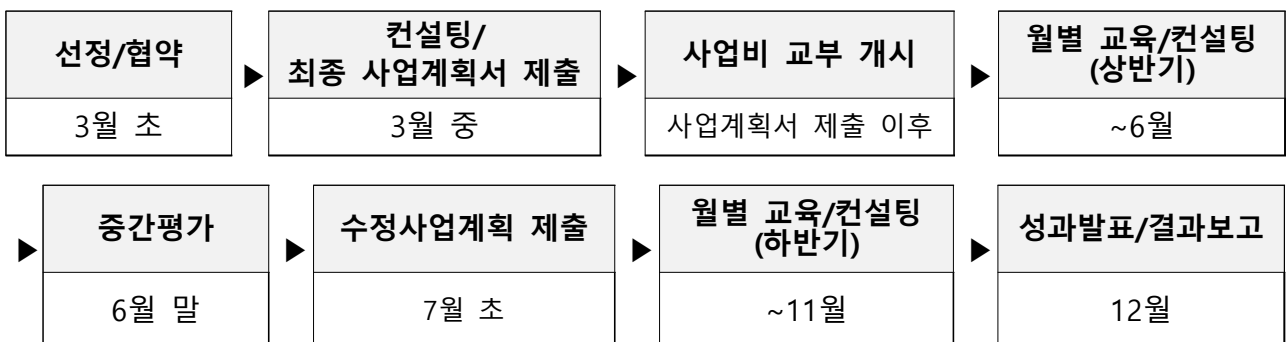 선정/협약
3월 초
▶
컨설팅/
최종 사업계획서 제출
3월 중
▶
사업비 교부 개시
사업계획서 제출 이후
▶
월별 교육/컨설팅
(상반기)
~6월
▶
중간평가
6월 말
▶
수정사업계획 제출
7월 초
▶
월별 교육/컨설팅
(하반기)
~11월
▶
성과발표/결과보고
12월